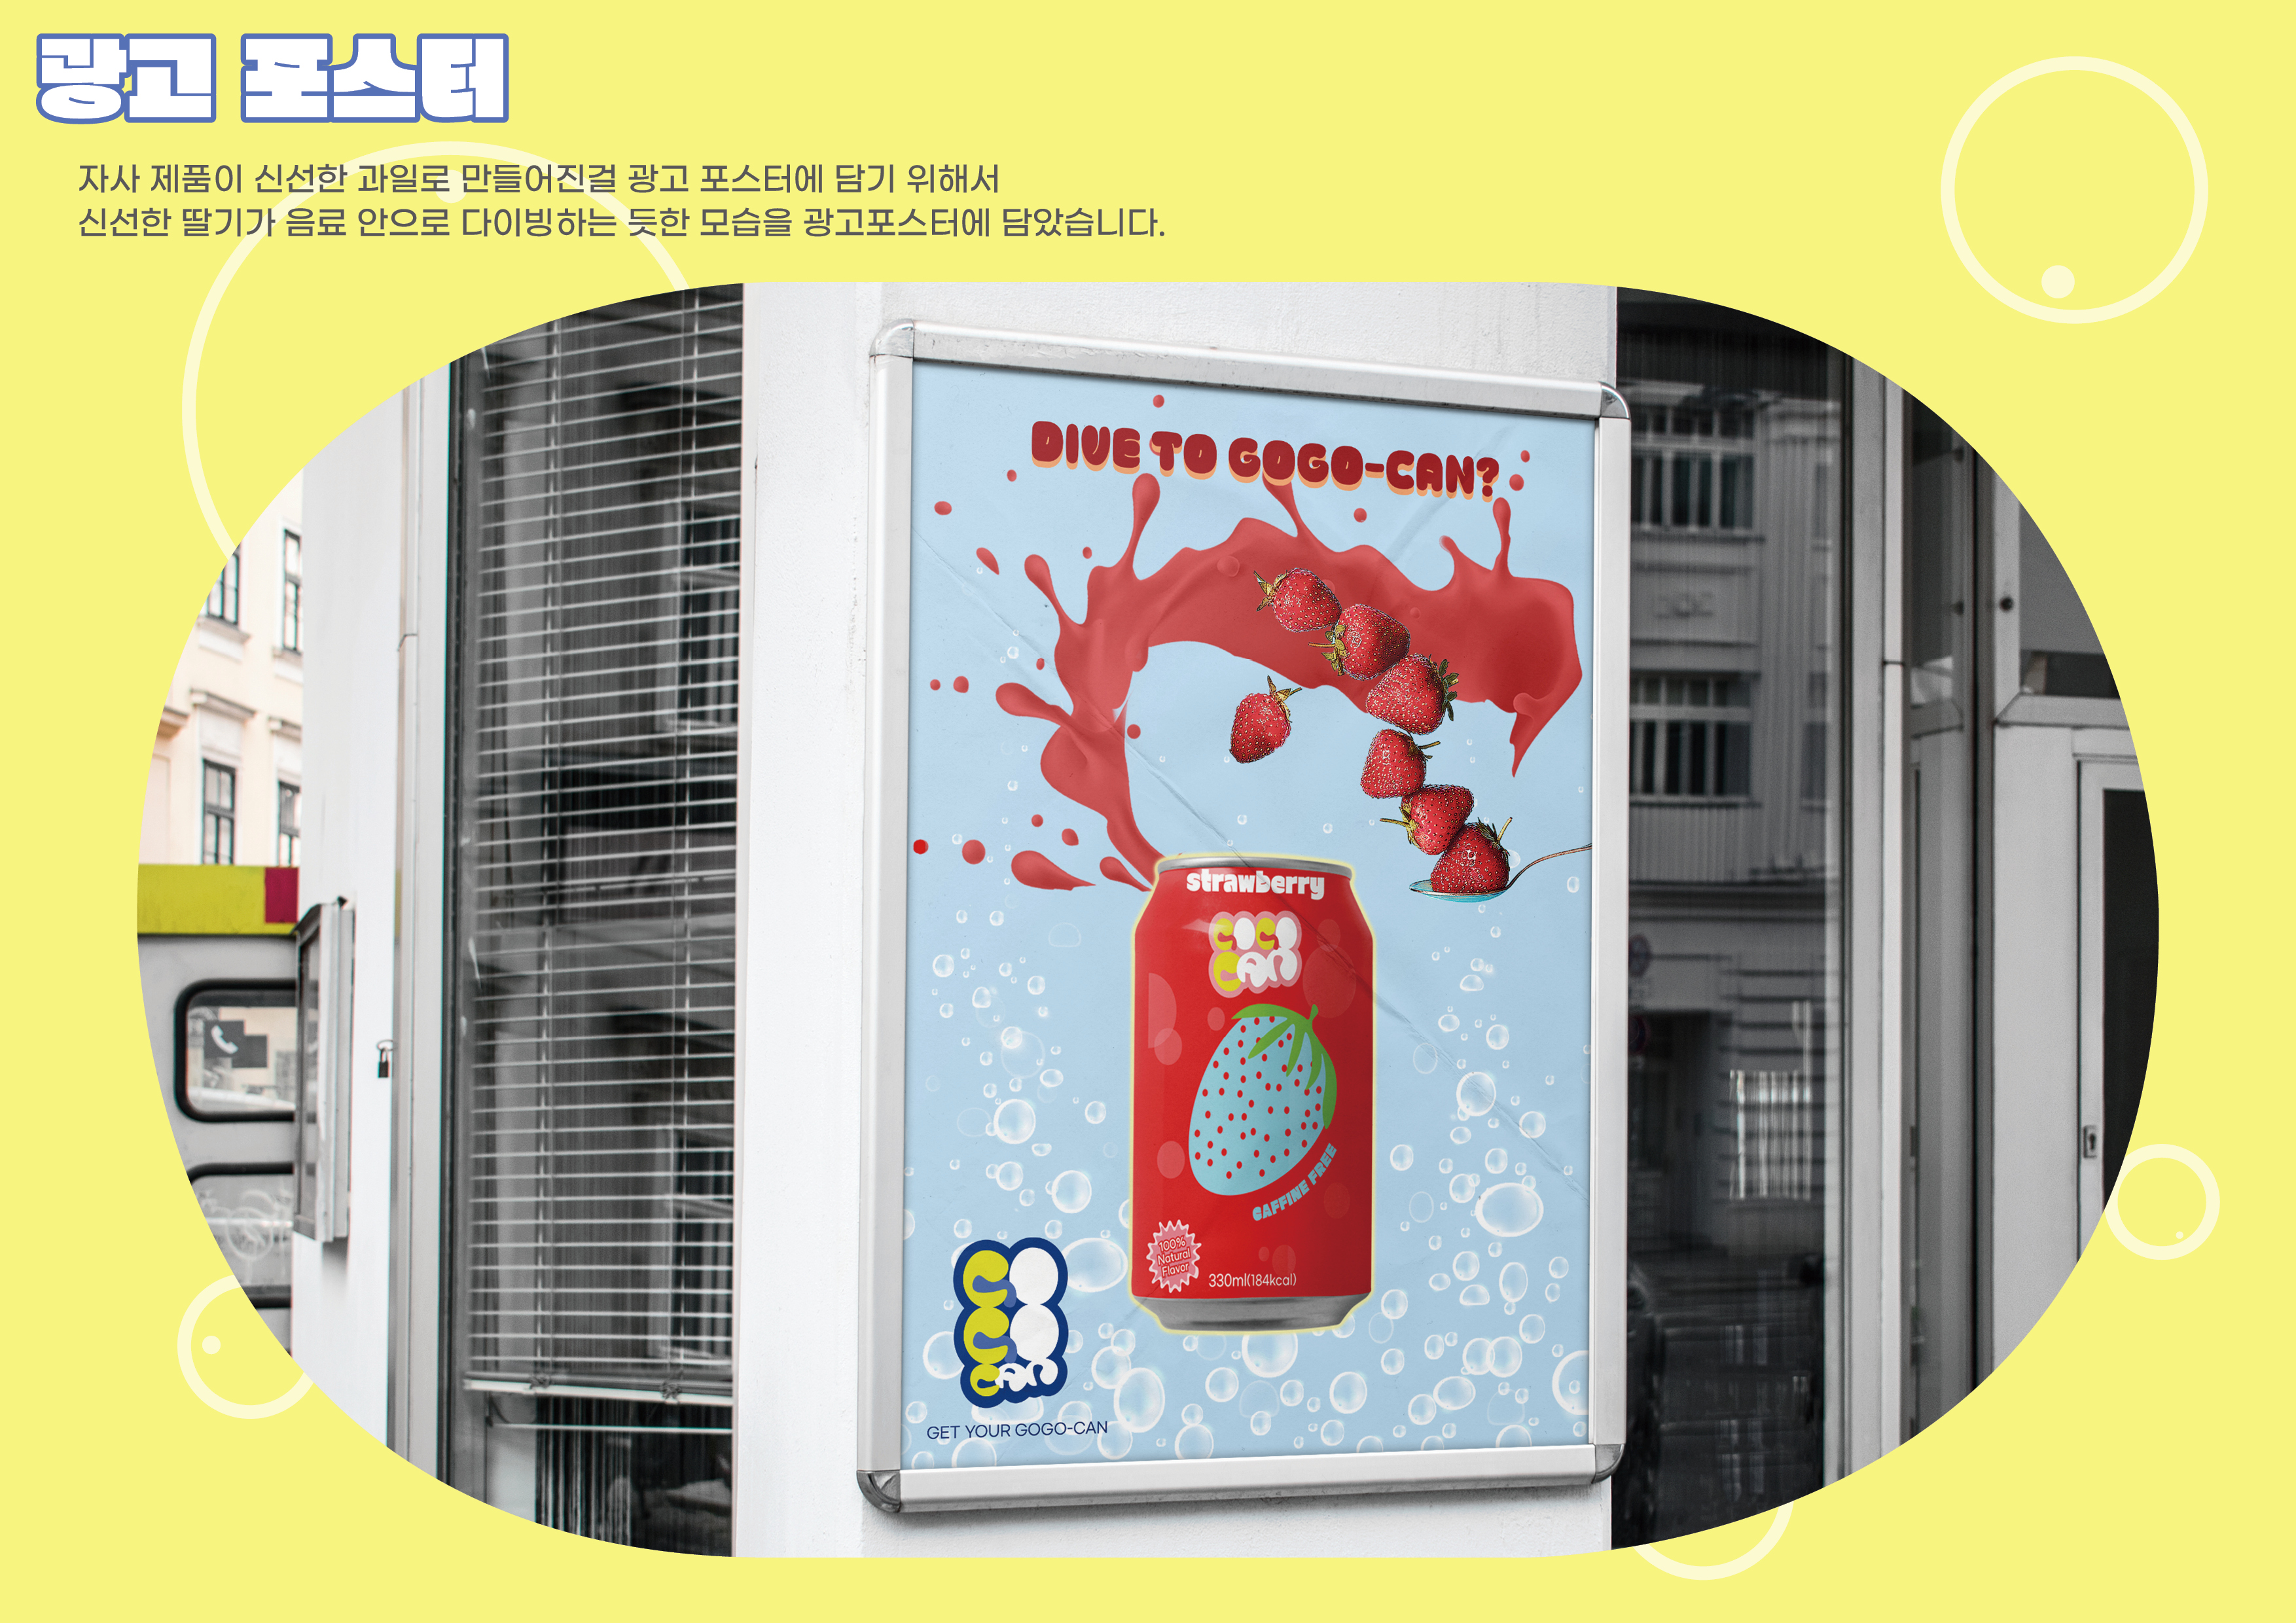 광고 포스터
자사 제품이 신선한 과일로 만들어진걸 광고 포스터에 담기 위해서
신선한 딸기가 음료 안으로 다이빙하는 듯한 모습을 광고포스터에 담았습니다.
DIVE TO GOGO-CAN?
strawberry
GOGO
CAN
CAFFINE FREE
100%
Natural
Flavor
330ml(184kcal)
GO
GO
CAN
GET YOUR GOGO-CAN